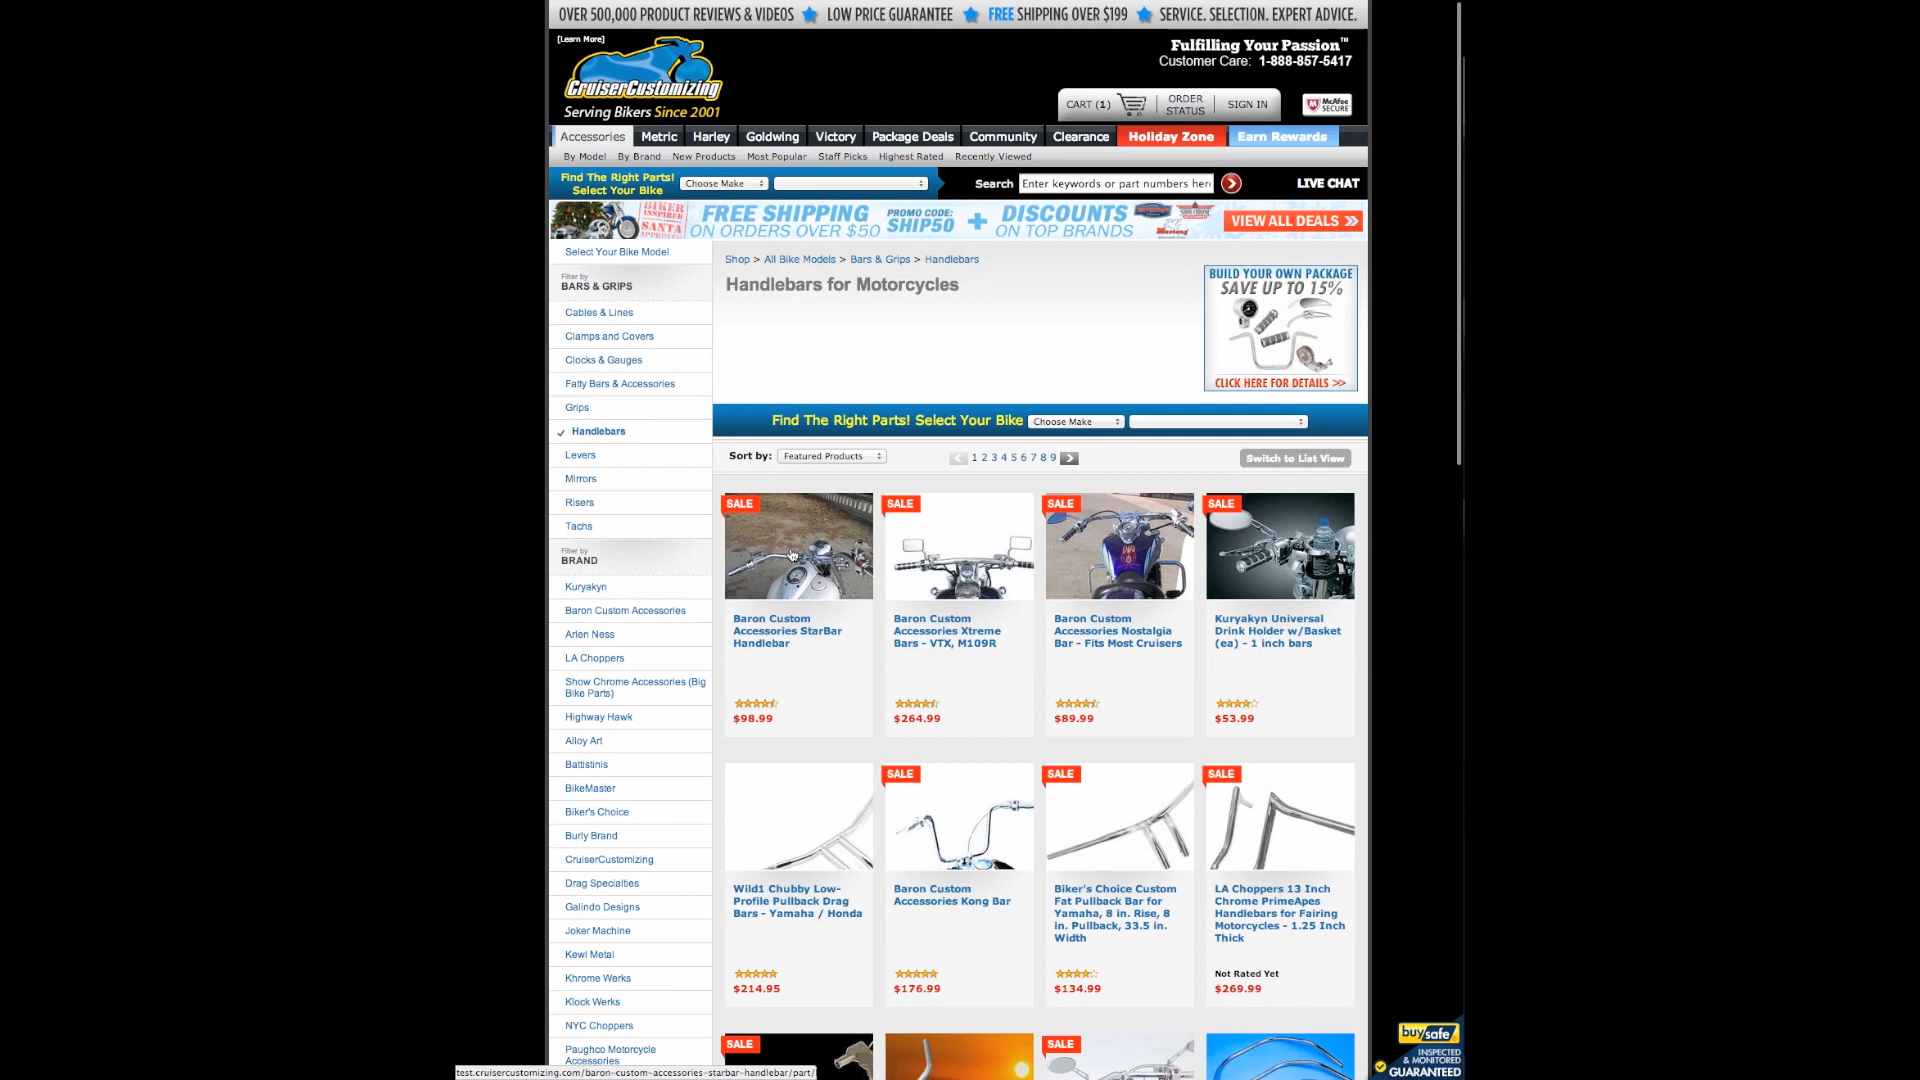 OVER 500,000 PRODUCT REVIEWS & VIDEOS LOW PRICE GUARANTEE FREE SHIPPING OVER $199 SERVICE. SELECTION. EXPERT ADVICE.
[Learn More]
CruiserCustomizing
Serving Bikers Since 2001
Fulfilling Your Passion™
Customer Care: 1-888-857-5417
CART (1) ORDER STATUS SIGN IN
McAfee SECURE
Accessories Metric Harley Goldwing Victory Package Deals Community Clearance Holiday Zone Earn Rewards
By Model By Brand New Products Most Popular Staff Picks Highest Rated Recently Viewed
Find The Right Parts!
Select Your Bike
Choose Make
Search Enter keywords or part numbers her
LIVE CHAT
BIKER INSPIRED SANTA APPROVED
FREE SHIPPING ON ORDERS OVER $50
PROMO CODE: SHIP50
+ DISCOUNTS ON TOP BRANDS
Mustang
VIEW ALL DEALS >>
Select Your Bike Model
Filter by
BARS & GRIPS
Cables & Lines
Clamps and Covers
Clocks & Gauges
Fatty Bars & Accessories
Grips
Handlebars
Levers
Mirrors
Risers
Tachs
Filter by
BRAND
Kuryakyn
Baron Custom Accessories
Arlen Ness
LA Choppers
Show Chrome Accessories (Big
Bike Parts)
Highway Hawk
Alloy Art
Battistinis
BikeMaster
Biker's Choice
Burly Brand
CruiserCustomizing
Drag Specialties
Galindo Designs
Joker Machine
Kewl Metal
Khrome Werks
Klock Werks
NYC Choppers
Paughco Motorcycle
Accessories
Shop > All Bike Models > Bars & Grips > Handlebars
Handlebars for Motorcycles
BUILD YOUR OWN PACKAGE
SAVE UP TO 15%
CLICK HERE FOR DETAILS >>
Find The Right Parts! Select Your Bike Choose Make
Sort by: Featured Products
< 1 2 3 4 5 6 7 8 9 >
Switch to List View
SALE
Baron Custom
Accessories StarBar
Handlebar
$98.99
SALE
Baron Custom
Accessories Xtreme
Bars - VTX, M109R
$264.99
SALE
Baron Custom
Accessories Nostalgia
Bar - Fits Most Cruisers
$89.99
SALE
Kuryakyn Universal
Drink Holder w/Basket
(ea) - 1 inch bars
$53.99
Wild1 Chubby Low-
Profile Pullback Drag
Bars - Yamaha / Honda
$214.95
SALE
Baron Custom
Accessories Kong Bar
$176.99
SALE
Biker's Choice Custom
Fat Pullback Bar for
Yamaha, 8 in. Rise, 8
in. Pullback, 33.5 in.
Width
$134.99
SALE
LA Choppers 13 Inch
Chrome PrimeApes
Handlebars for Fairing
Motorcycles - 1.25 Inch
Thick
Not Rated Yet
$269.99
SALE
SALE
buysafe
INSPECTED
& MONITORED
GUARANTEED
test.cruisercustomizing.com/baron-custom-accessories-starbar-handlebar/part/